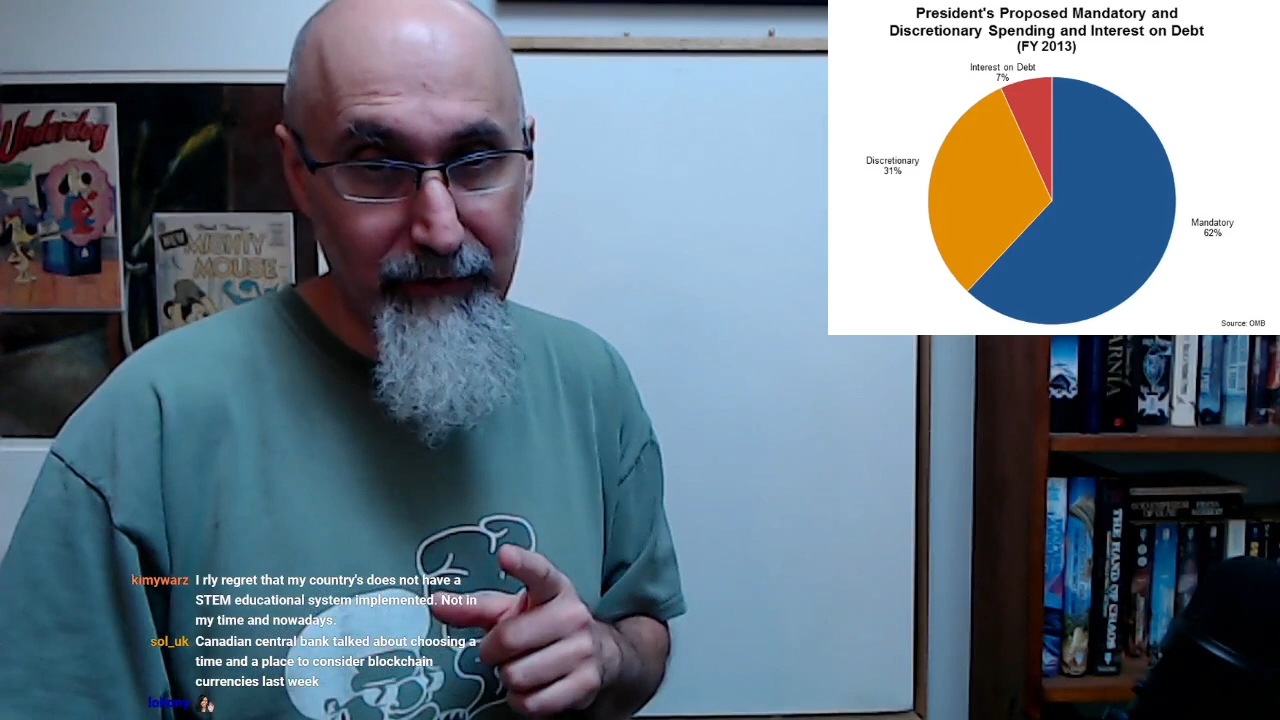 President's Proposed Mandatory and
Discretionary Spending and Interest on Debt
(FY 2013)
Interest on Debt
7%
Discretionary
31%
Mandatory
62%
Source: OMB
Underdog
NEW
MIGHTY
MOUSE
kimywarz I rly regret that my country's does not have a
STEM educational system implemented. Not in
my time and nowadays.
sol_uk Canadian central bank talked about choosing a
time and a place to consider blockchain
currencies last week